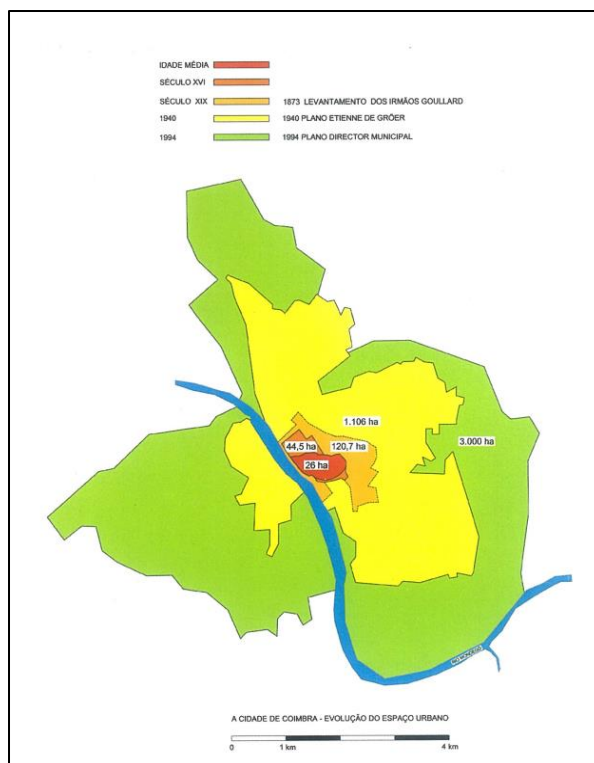 IDADE MÉDIA
SÉCULO XVI
SÉCULO XIX 1873 LEVANTAMENTO DOS IRMÃOS GOULLARD
1940 1940 PLANO ETIENNE DE GRÖER
1994 1994 PLANO DIRECTOR MUNICIPAL
1.106 ha
44,5 ha 120,7 ha 3.000 ha
26 ha
A CIDADE DE COIMBRA - EVOLUÇÃO DO ESPAÇO URBANO
0 1 km 4 km